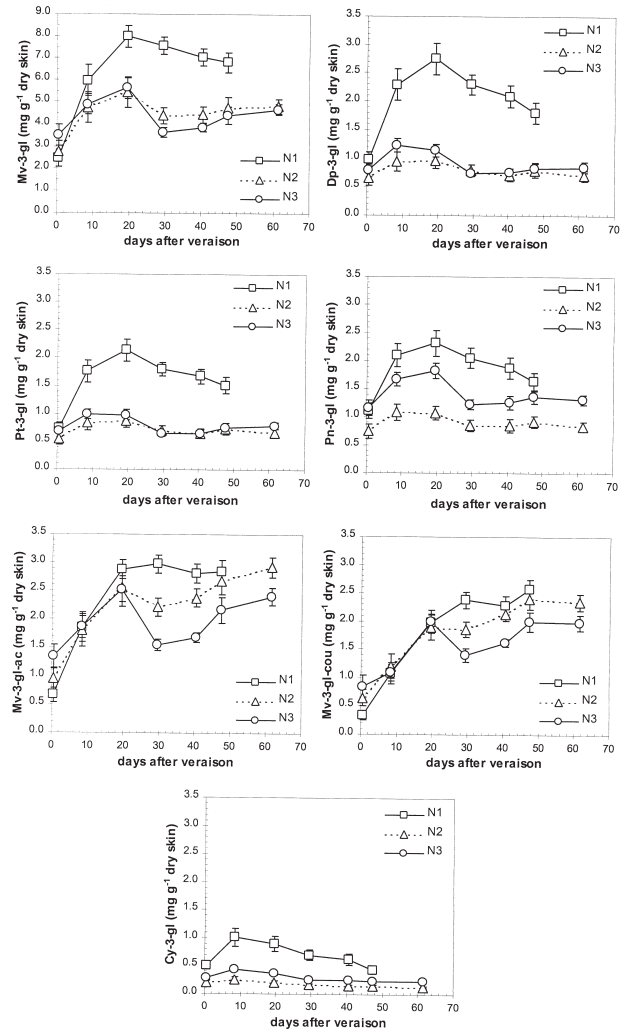 Mv-3-gl (mg g⁻¹ dry skin)
9.0
8.0
7.0
6.0
5.0
4.0
3.0
2.0
1.0
0.0
0 10 20 30 40 50 60 70
days after veraison
N1
N2
N3
Dp-3-gl (mg g⁻¹ dry skin)
3.5
3.0
2.5
2.0
1.5
1.0
0.5
0.0
0 10 20 30 40 50 60 70
days after veraison
N1
N2
N3
Pt-3-gl (mg g⁻¹ dry skin)
3.5
3.0
2.5
2.0
1.5
1.0
0.5
0.0
0 10 20 30 40 50 60 70
days after veraison
N1
N2
N3
Pn-3-gl (mg g⁻¹ dry skin)
3.5
3.0
2.5
2.0
1.5
1.0
0.5
0.0
0 10 20 30 40 50 60 70
days after veraison
N1
N2
N3
Mv-3-gl-ac (mg g⁻¹ dry skin)
3.5
3.0
2.5
2.0
1.5
1.0
0.5
0.0
0 10 20 30 40 50 60 70
days after veraison
N1
N2
N3
Mv-3-gl-cou (mg g⁻¹ dry skin)
3.5
3.0
2.5
2.0
1.5
1.0
0.5
0.0
0 10 20 30 40 50 60 70
days after veraison
N1
N2
N3
Cy-3-gl (mg g⁻¹ dry skin)
3.5
3.0
2.5
2.0
1.5
1.0
0.5
0.0
0 10 20 30 40 50 60 70
days after veraison
N1
N2
N3